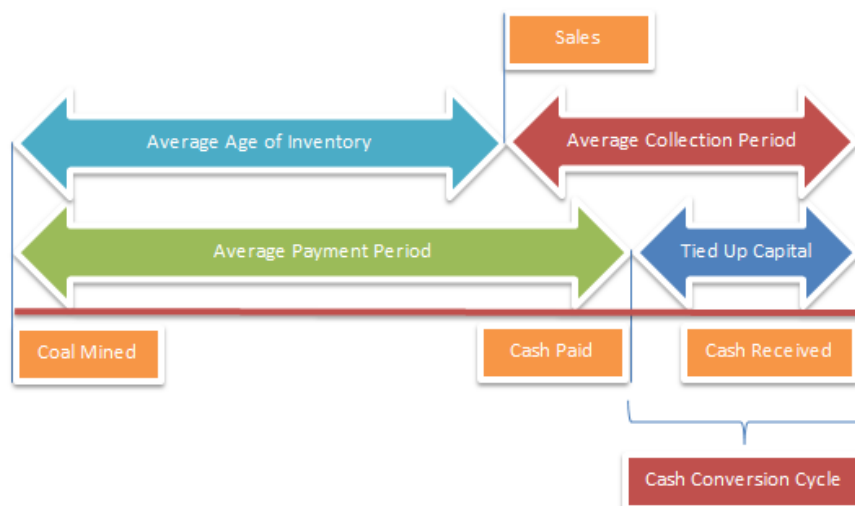 Sales
Average Age of Inventory
Average Collection Period
Average Payment Period
Tied Up Capital
Coal Mined
Cash Paid
Cash Received
Cash Conversion Cycle